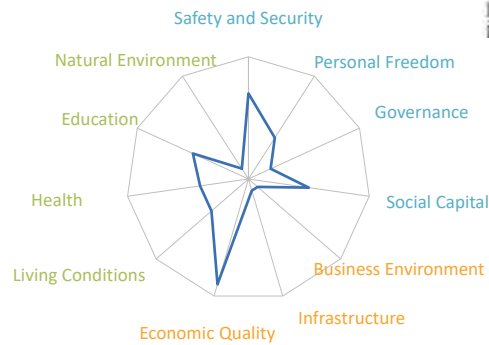 Safety and Security
Natural Environment
Personal Freedom
Education
Governance
Health
Social Capital
Living Conditions
Business Environment
Economic Quality
Infrastructure